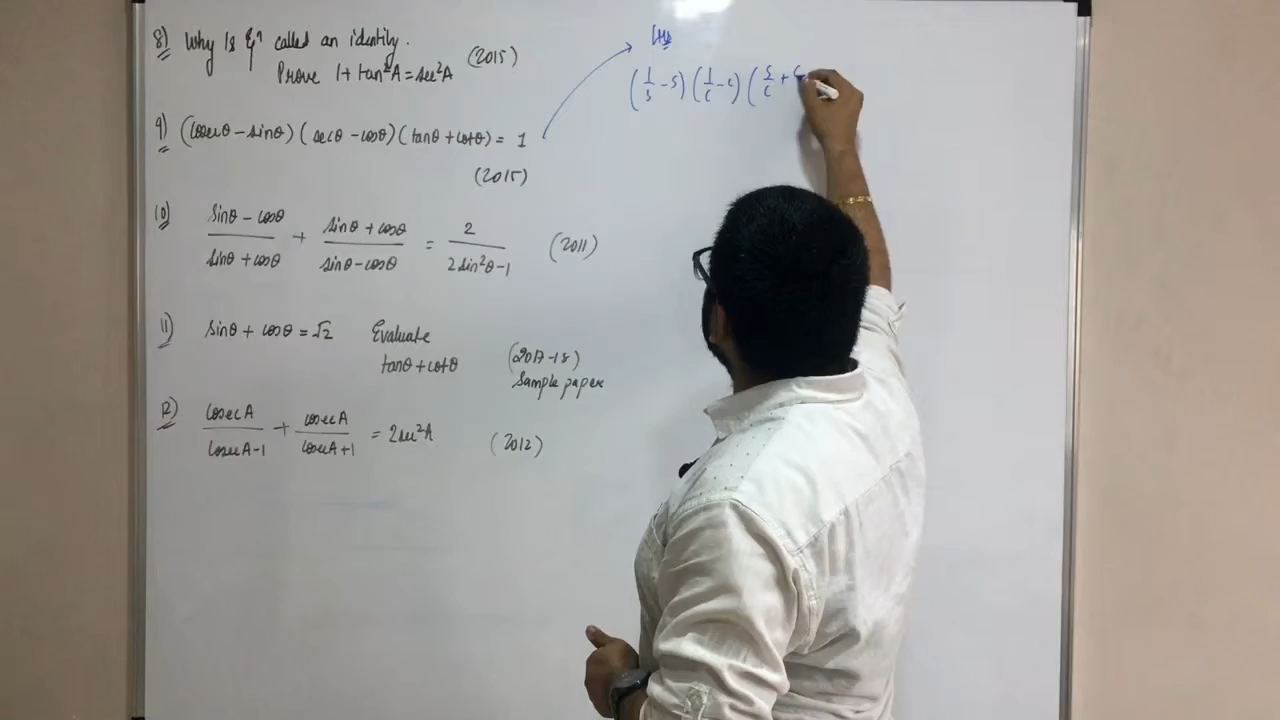 8) Why Is Eqn called an identity.
Prove 1+tan²A = sec²A (2015)
9) (cosecθ – sinθ) (secθ – cosθ) (tanθ + cotθ) = 1
(2015)
10) sinθ – cosθ / sinθ + cosθ + sinθ + cosθ / sinθ – cosθ = 2 / 2sin²θ – 1 (2011)
11) sinθ + cosθ = √2 Evaluate
tanθ + cotθ (2017-18)
Sample paper
12) cosecA / cosecA – 1 + cosecA / cosecA + 1 = 2sec²A (2012)
LHS
(1/s – s) (1/c – c) (s/c + c